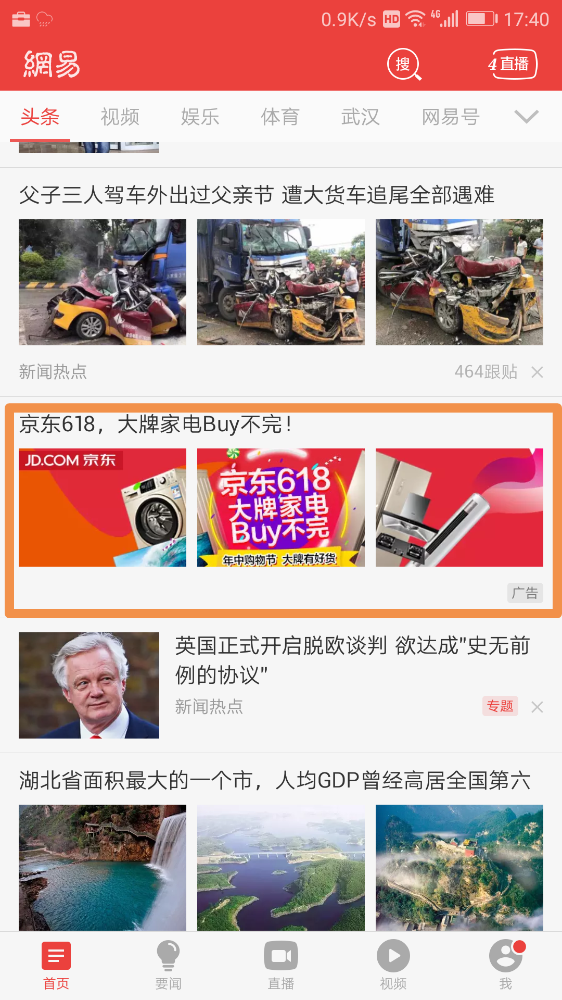 0.9K/s HD 4G 17:40
網易 搜 4直播
头条 视频 娱乐 体育 武汉 网易号
父子三人驾车外出过父亲节 遭大货车追尾全部遇难
新闻热点 464跟贴
京东618，大牌家电Buy不完！
JD.COM 京东
京东618
大牌家电
Buy不完
年中购物节 大牌有好货
广告
英国正式开启脱欧谈判 欲达成"史无前
例的协议"
新闻热点 专题
湖北省面积最大的一个市，人均GDP曾经高居全国第六
首页 要闻 直播 视频 我